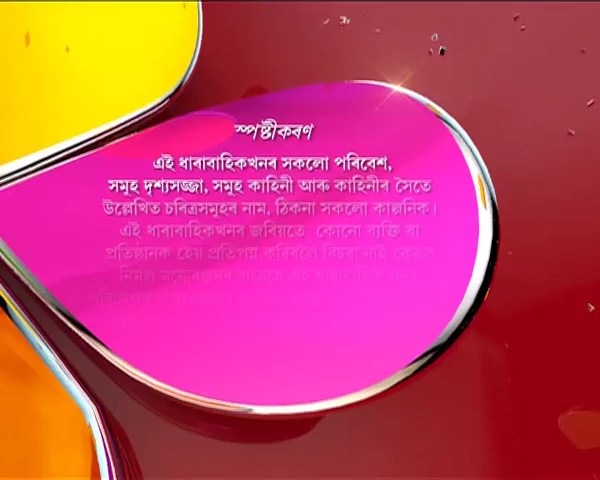 স্পষ্টীকৰণ
এই ধাৰাবাহিকখনৰ সকলো পৰিবেশ,
সমূহ দৃশ্যসজ্জা, সমূহ কাহিনী আৰু কাহিনীৰ সৈতে
উল্লেখিত চৰিত্ৰসমূহৰ নাম, ঠিকনা সকলো কাল্পনিক।
এই ধাৰাবাহিকখনৰ জৰিয়তে কোনো ব্যক্তি বা
প্ৰতিষ্ঠানক হেয় প্ৰতিপন্ন কৰিবলৈ বিচৰা নাই কেৱল